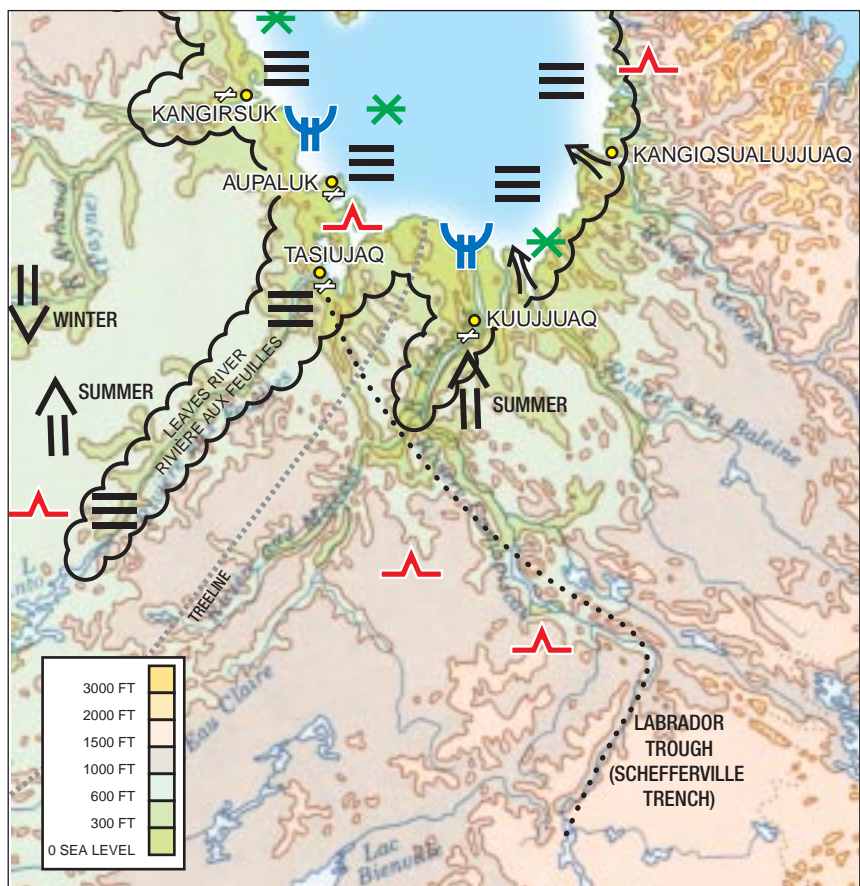 KANGIRSUK
KANGIQSUALUJJUAQ
AUPALUK
TASIUJAQ
KUUJJUAQ
WINTER
SUMMER
SUMMER
LEAVES RIVER
RIVIÈRE AUX FEUILLES
R. Arnaud
Payne
Rivière George
Rivière à la Baleine
TREELINE
Eau Claire
Lac
Bienville
LABRADOR
TROUGH
(SCHEFFERVILLE
TRENCH)
3000 FT
2000 FT
1500 FT
1000 FT
600 FT
300 FT
0 SEA LEVEL